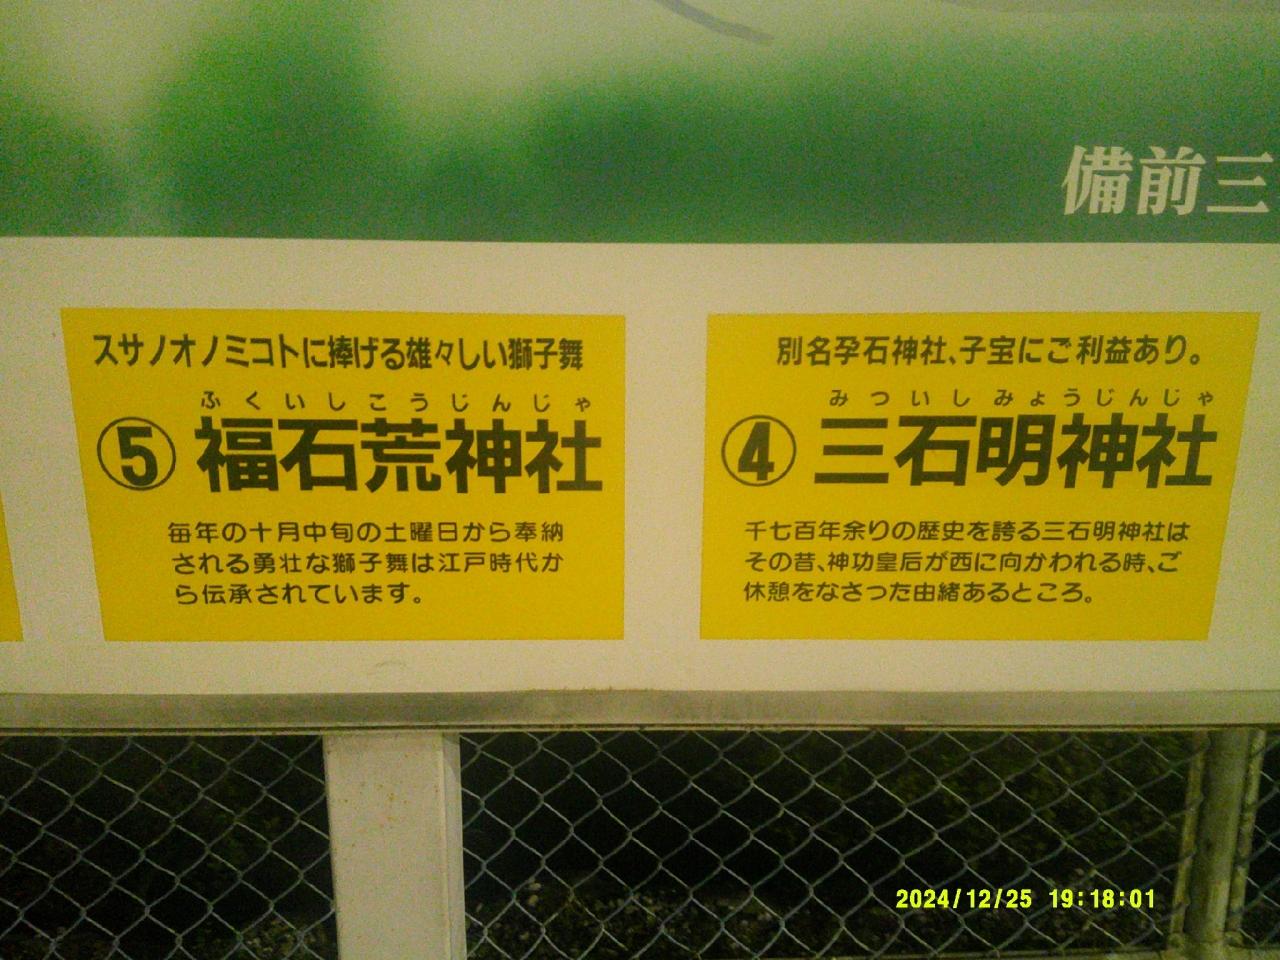 備前三
スサノオノミコトに捧げる雄々しい獅子舞
ふくいしこうじんじゃ
⑤ 福石荒神社
毎年の十月中旬の土曜日から奉納
される勇壮な獅子舞は江戸時代か
ら伝承されています。
別名孕石神社、子宝にご利益あり。
みついしみょうじんじゃ
④ 三石明神社
千七百年余りの歴史を誇る三石明神社は
その昔、神功皇后が西に向かわれる時、ご
休憩をなさった由緒あるところ。
2024/12/25 19:18:01